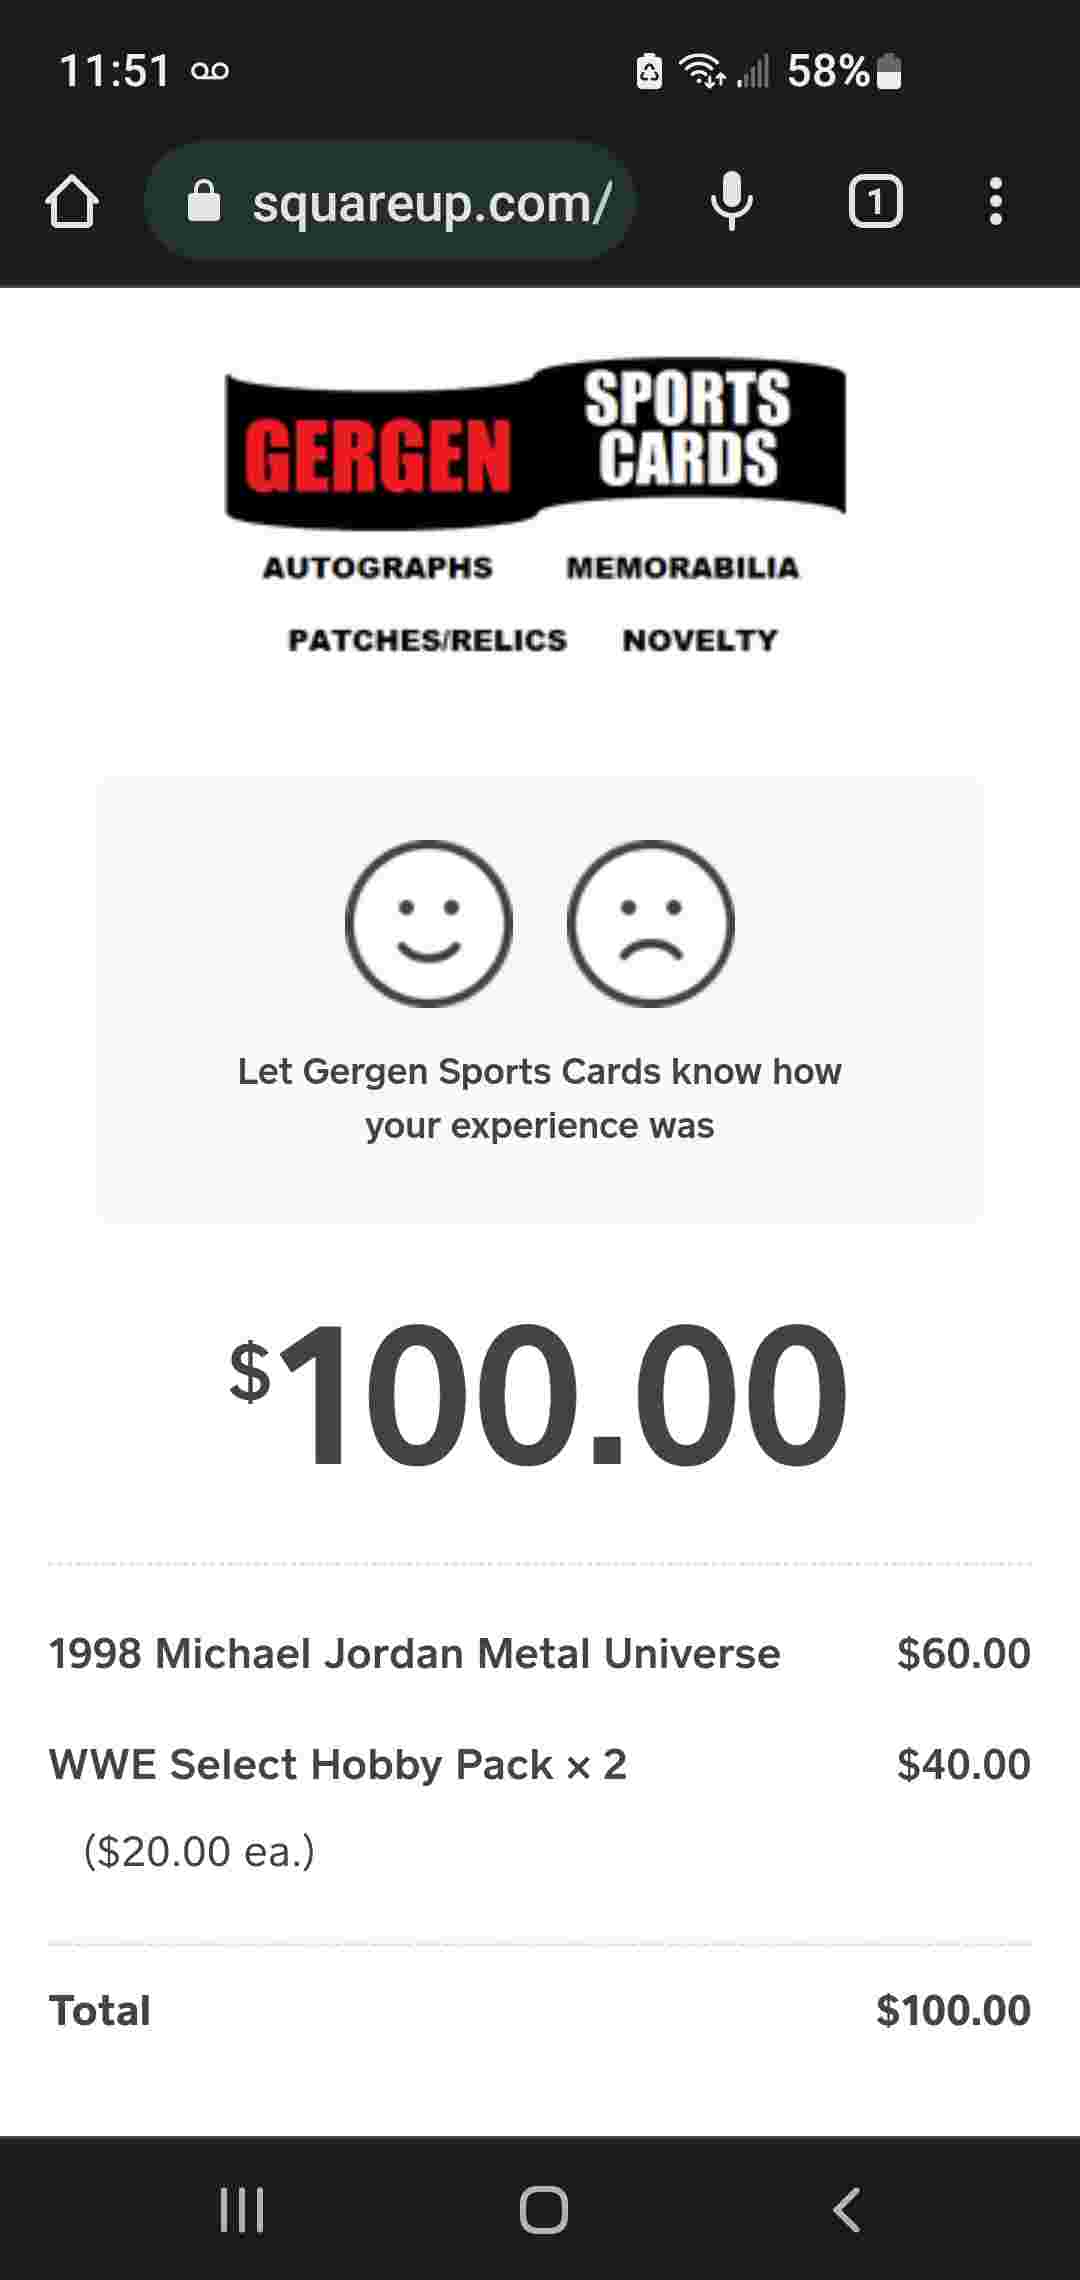 11:51
58%
squareup.com/
1
GERGEN
SPORTS
CARDS
AUTOGRAPHS MEMORABILIA
PATCHES/RELICS NOVELTY
Let Gergen Sports Cards know how
your experience was
$100.00
1998 Michael Jordan Metal Universe $60.00
WWE Select Hobby Pack × 2 $40.00
($20.00 ea.)
Total $100.00